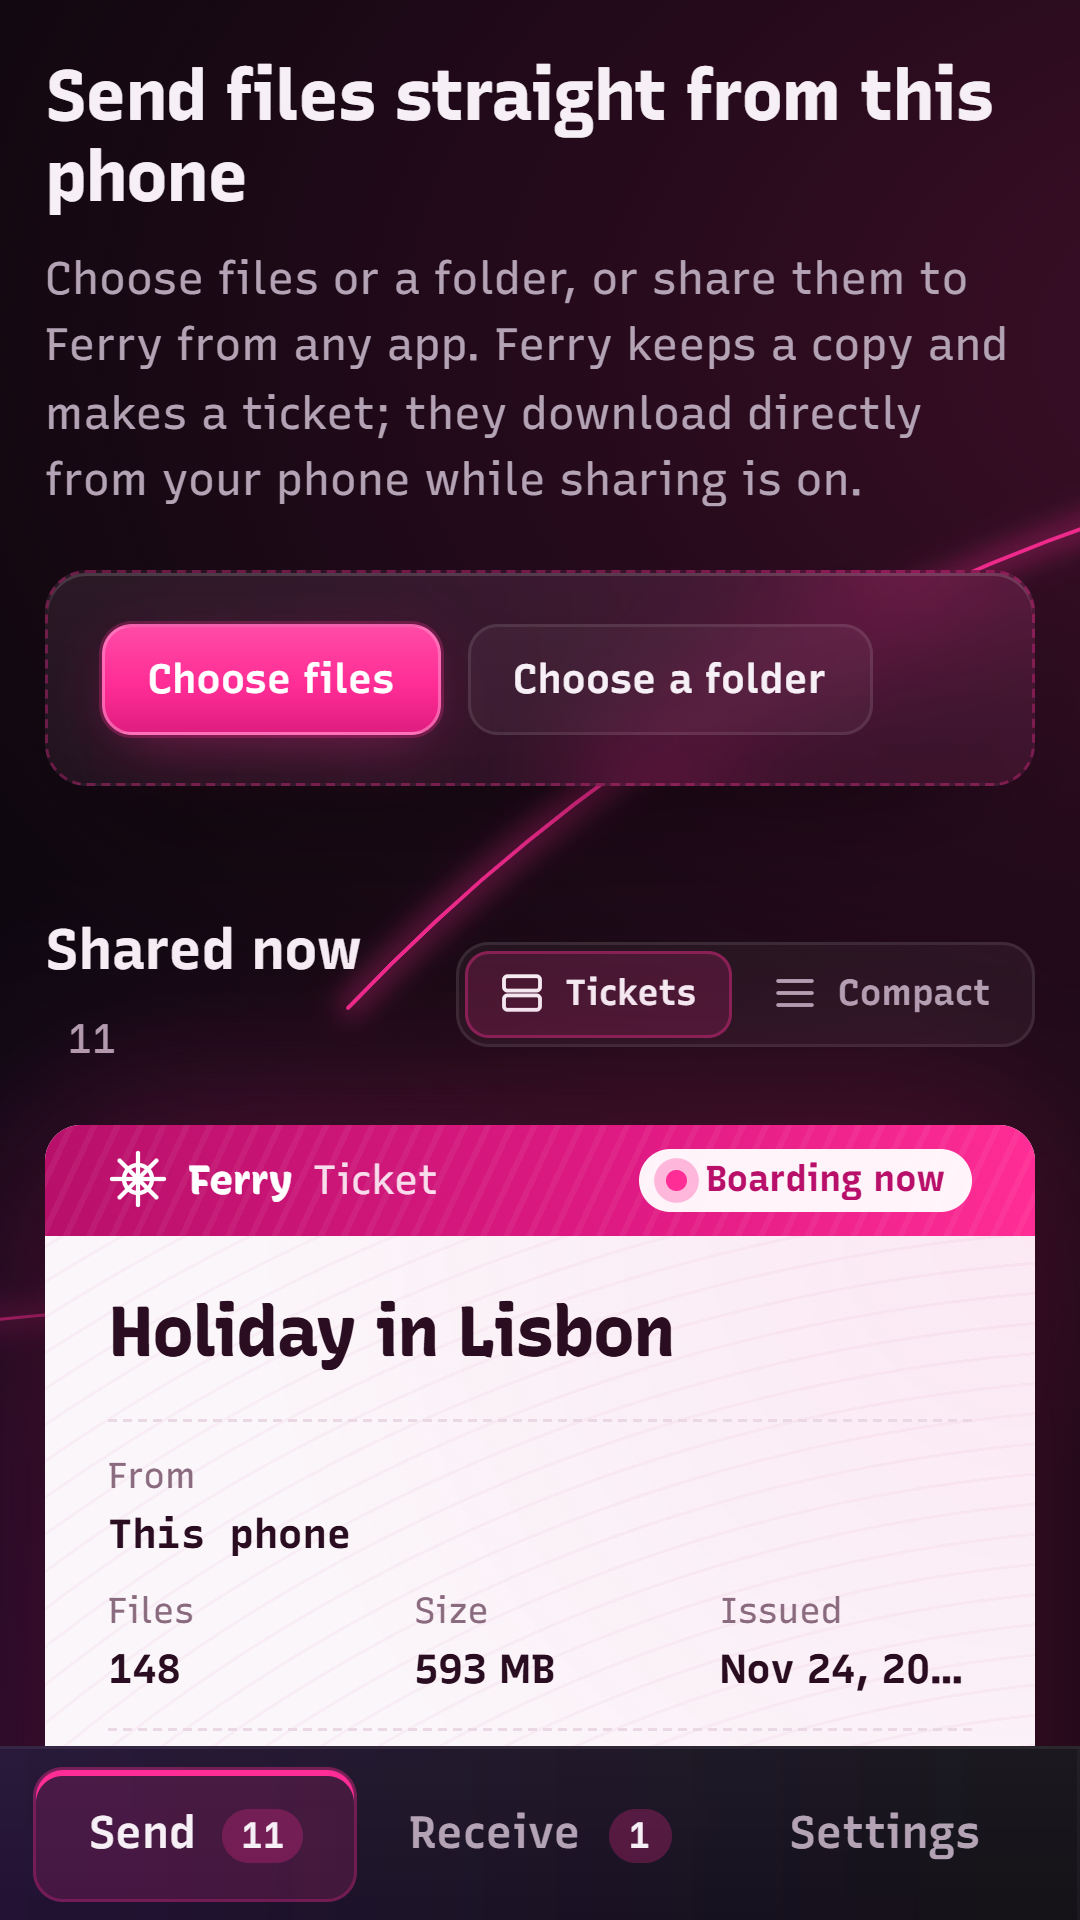 Send files straight from this
phone
Choose files or a folder, or share them to
Ferry from any app. Ferry keeps a copy and
makes a ticket; they download directly
from your phone while sharing is on.
Choose files
Choose a folder
Shared now
11
Tickets
Compact
Ferry Ticket
Boarding now
Holiday in Lisbon
From
This phone
Files
Size
Issued
148
593 MB
Nov 24, 20...
Send 11
Receive 1
Settings